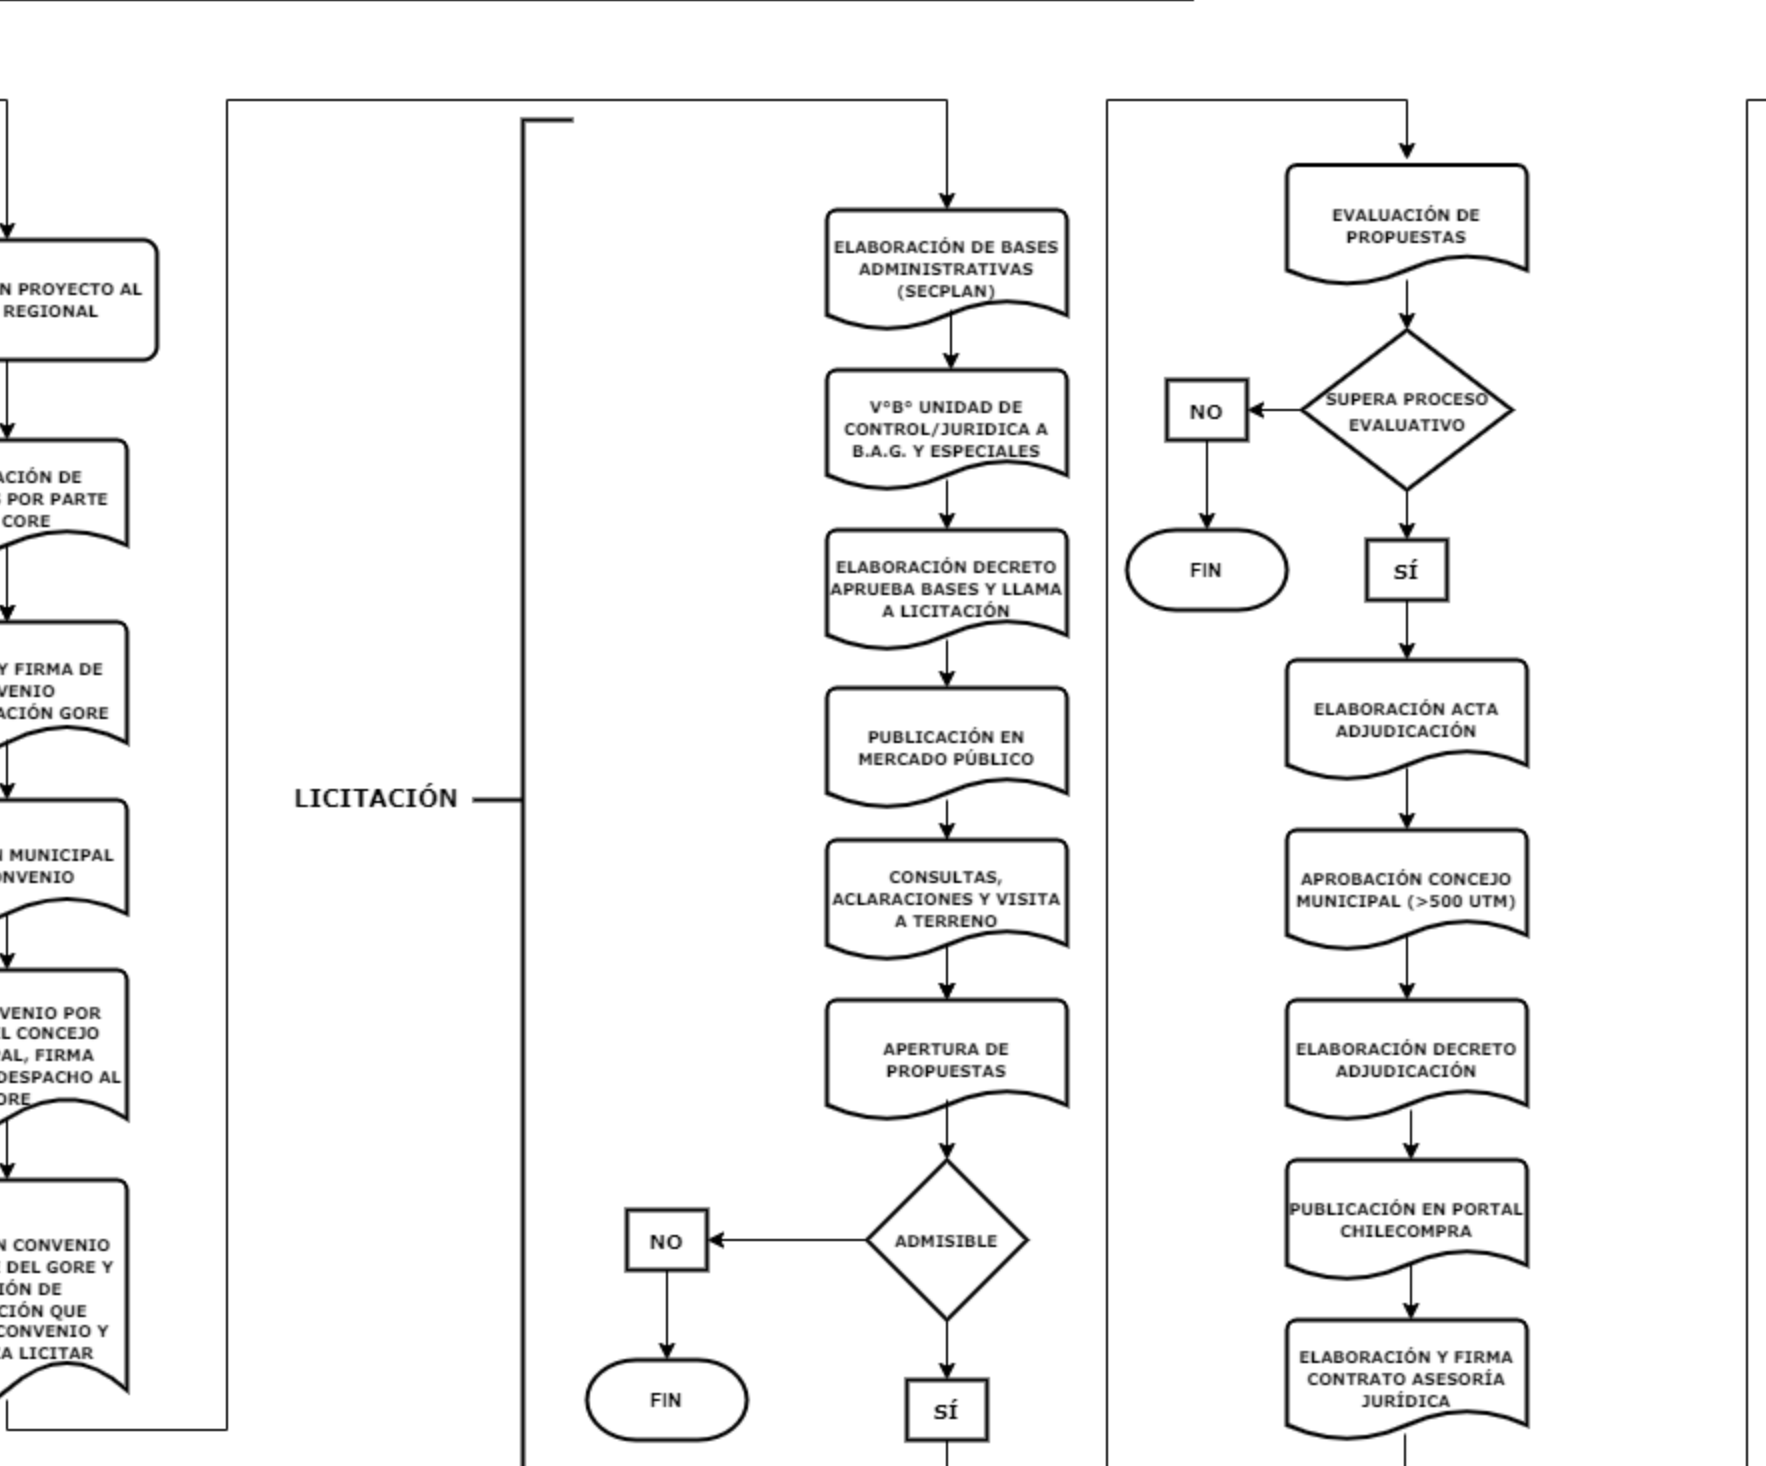 N PROYECTO AL
REGIONAL
ACIÓN DE
POR PARTE
CORE
Y FIRMA DE
VENIO
ACIÓN GORE
MUNICIPAL
NVENIO
VENIO POR
L CONCEJO
PAL, FIRMA
DESPACHO AL
ORE
N CONVENIO
DEL GORE Y
IÓN DE
CIÓN QUE
CONVENIO Y
A LICITAR
LICITACIÓN
ELABORACIÓN DE BASES
ADMINISTRATIVAS
(SECPLAN)
V°B° UNIDAD DE
CONTROL/JURIDICA A
B.A.G. Y ESPECIALES
ELABORACIÓN DECRETO
APRUEBA BASES Y LLAMA
A LICITACIÓN
PUBLICACIÓN EN
MERCADO PÚBLICO
CONSULTAS,
ACLARACIONES Y VISITA
A TERRENO
APERTURA DE
PROPUESTAS
ADMISIBLE
NO
FIN
SÍ
EVALUACIÓN DE
PROPUESTAS
SUPERA PROCESO
EVALUATIVO
NO
FIN
SÍ
ELABORACIÓN ACTA
ADJUDICACIÓN
APROBACIÓN CONCEJO
MUNICIPAL (>500 UTM)
ELABORACIÓN DECRETO
ADJUDICACIÓN
PUBLICACIÓN EN PORTAL
CHILECOMPRA
ELABORACIÓN Y FIRMA
CONTRATO ASESORÍA
JURÍDICA